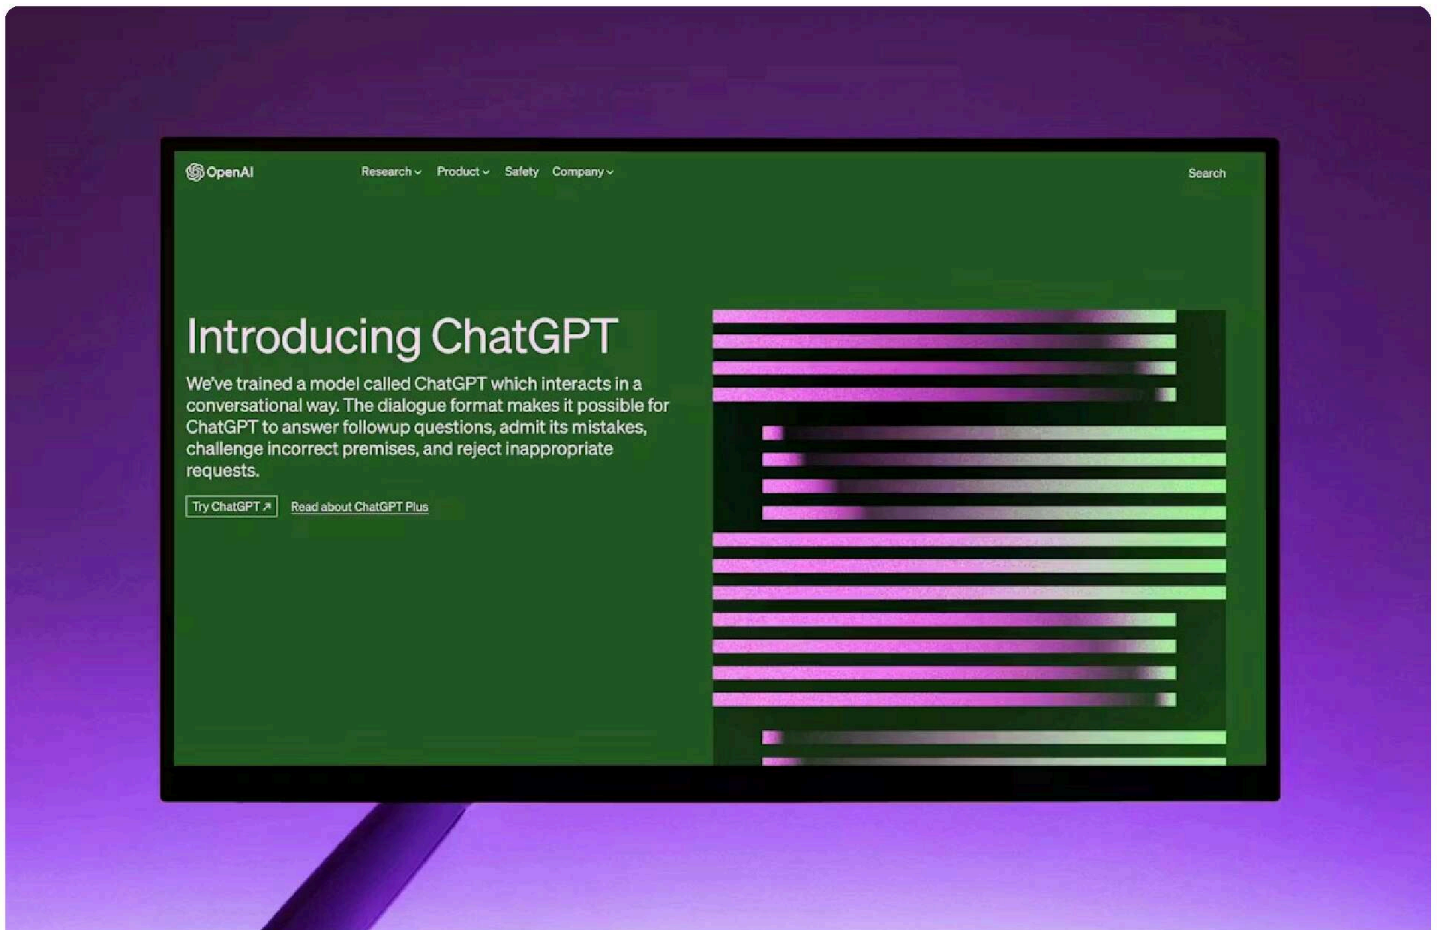 OpenAI
Research
Product
Safety
Company
Search
Introducing ChatGPT
We've trained a model called ChatGPT which interacts in a
conversational way. The dialogue format makes it possible for
ChatGPT to answer followup questions, admit its mistakes,
challenge incorrect premises, and reject inappropriate
requests.
Try ChatGPT ↗
Read about ChatGPT Plus